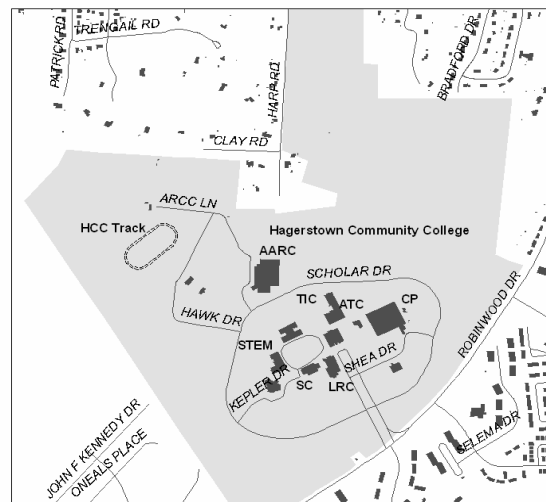 TRENGAIL RD
PATRICK RD
HARP RD
BRADFORD DR
CLAY RD
ARCC LN
HCC Track
Hagerstown Community College
AARC
SCHOLAR DR
TIC
ATC
CP
HAWK DR
ROBINWOOD DR
STEM
SHEA DR
KEPLER DR
SC
LRC
JOHN F KENNEDY DR
ONEALS PLACE
SELEMA DR